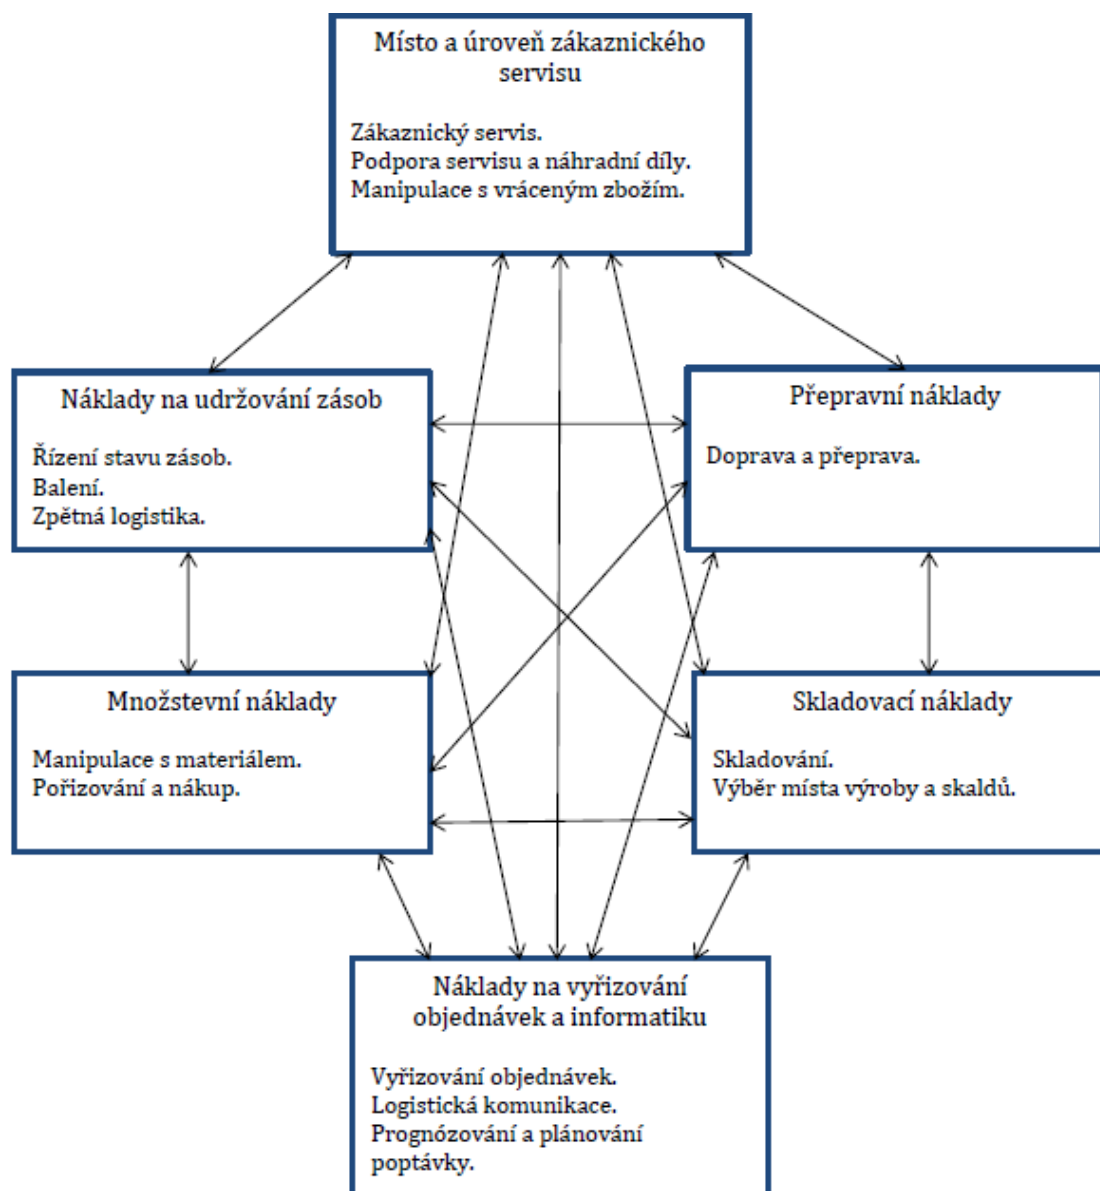 Místo a úroveň zákaznického
servisu
Zákaznický servis.
Podpora servisu a náhradní díly.
Manipulace s vráceným zbožím.
Náklady na udržování zásob
Řízení stavu zásob.
Balení.
Zpětná logistika.
Přepravní náklady
Doprava a přeprava.
Množstevní náklady
Manipulace s materiálem.
Pořizování a nákup.
Skladovací náklady
Skladování.
Výběr místa výroby a skaldů.
Náklady na vyřizování
objednávek a informatiku
Vyřizování objednávek.
Logistická komunikace.
Prognózování a plánování
poptávky.